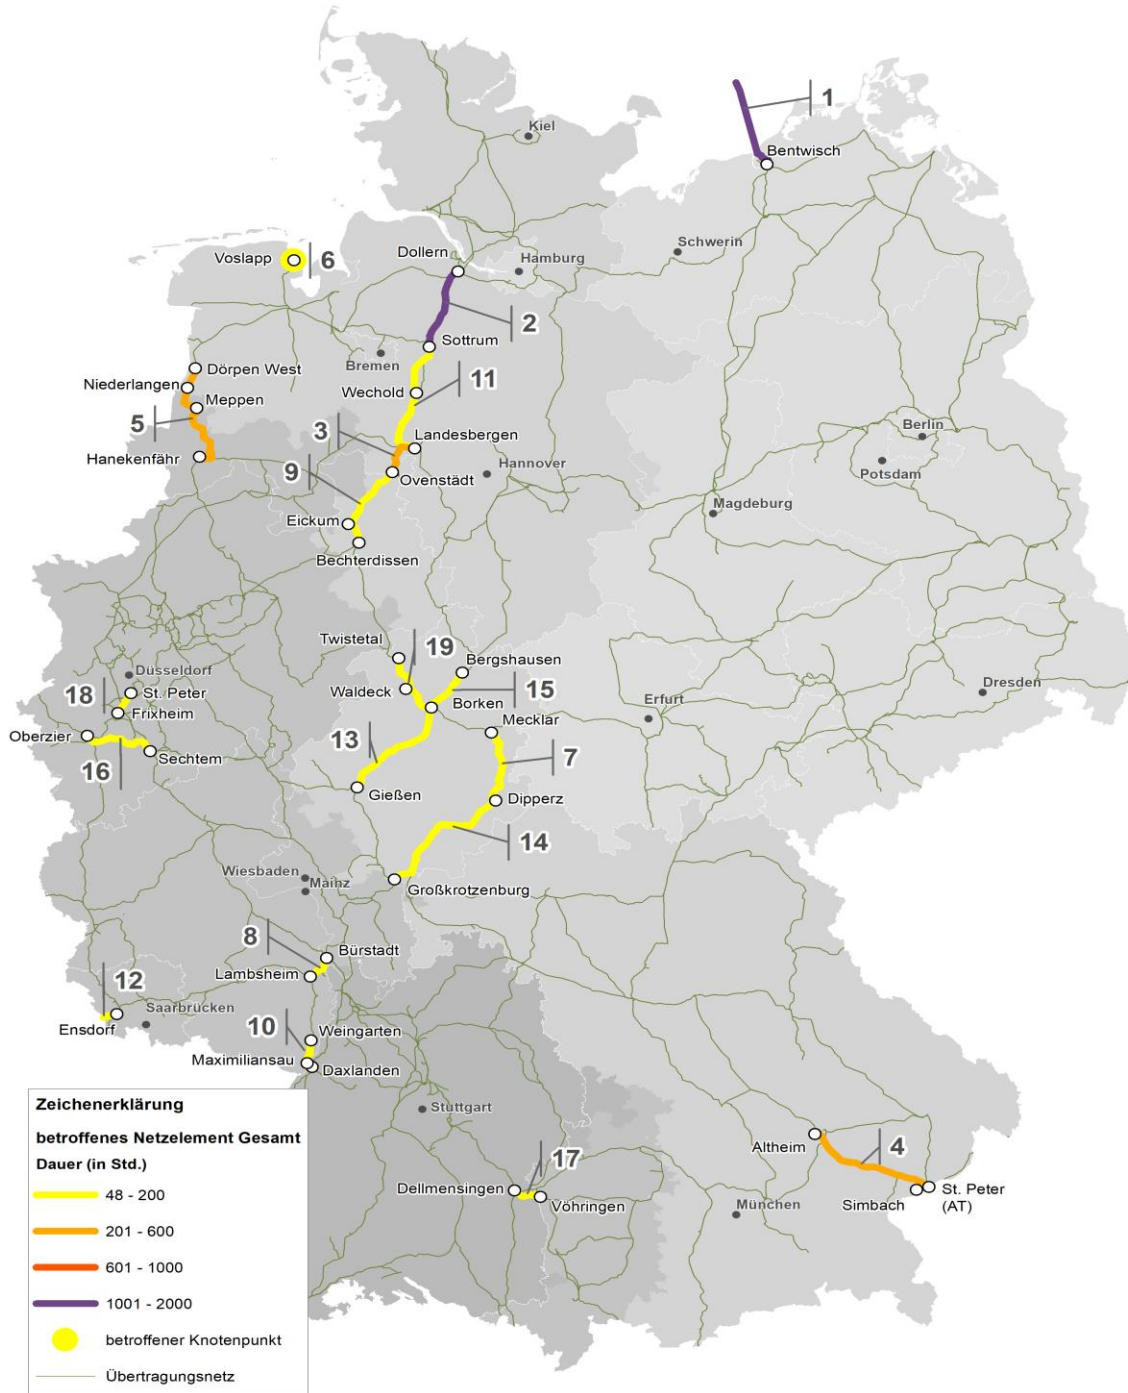 1
Kiel
Bentwisch
Schwerin
Voslapp
6
Dollern
Hamburg
2
Sottrum
Bremen
Dörpen West
Niederlangen
Meppen
11
Wechold
5
3
Landesbergen
Berlin
Hanekenfähr
Hannover
Potsdam
9
Ovenstädt
Magdeburg
Eickum
Bechterdissen
Twistetal
19
Bergshausen
Düsseldorf
18
St. Peter
Waldeck
15
Erfurt
Dresden
Frixheim
Borken
Mecklar
Oberzier
13
7
16
Sechtem
Gießen
Dipperz
14
Wiesbaden
Mainz
Großkrotzenburg
8
Bürstadt
Lambsheim
12
Saarbrücken
Ensdorf
10
Weingarten
Maximiliansau
Daxlanden
Stuttgart
Altheim
4
17
Dellmensingen
Vöhringen
München
Simbach
St. Peter
(AT)
Zeichenerklärung
betroffenes Netzelement Gesamt
Dauer (in Std.)
48 - 200
201 - 600
601 - 1000
1001 - 2000
betroffener Knotenpunkt
Übertragungsnetz